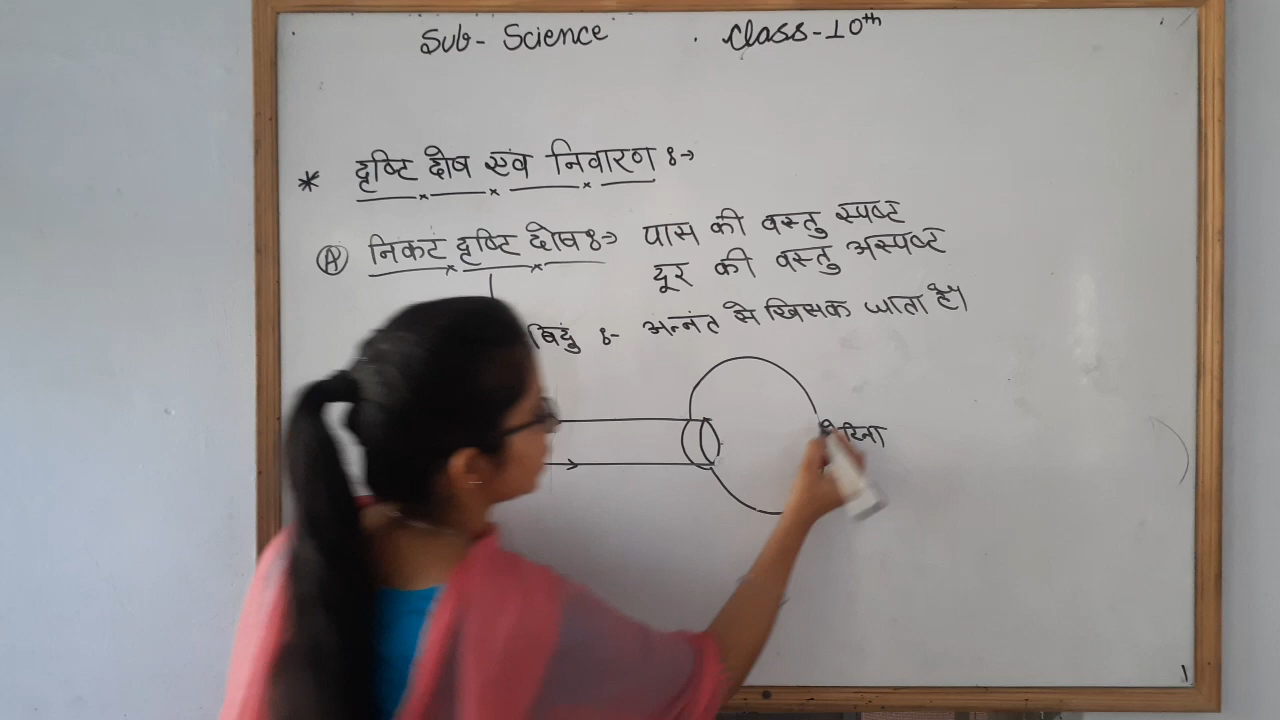 Sub- Science . Class-10th
* दृष्टि दोष एवं निवारण :→
Ⓐ निकट दृष्टि दोष :→ पास की वस्तु स्पष्ट
दूर की वस्तु अस्पष्ट
बिंदु :- अन्नंत से खिसक जाता है।